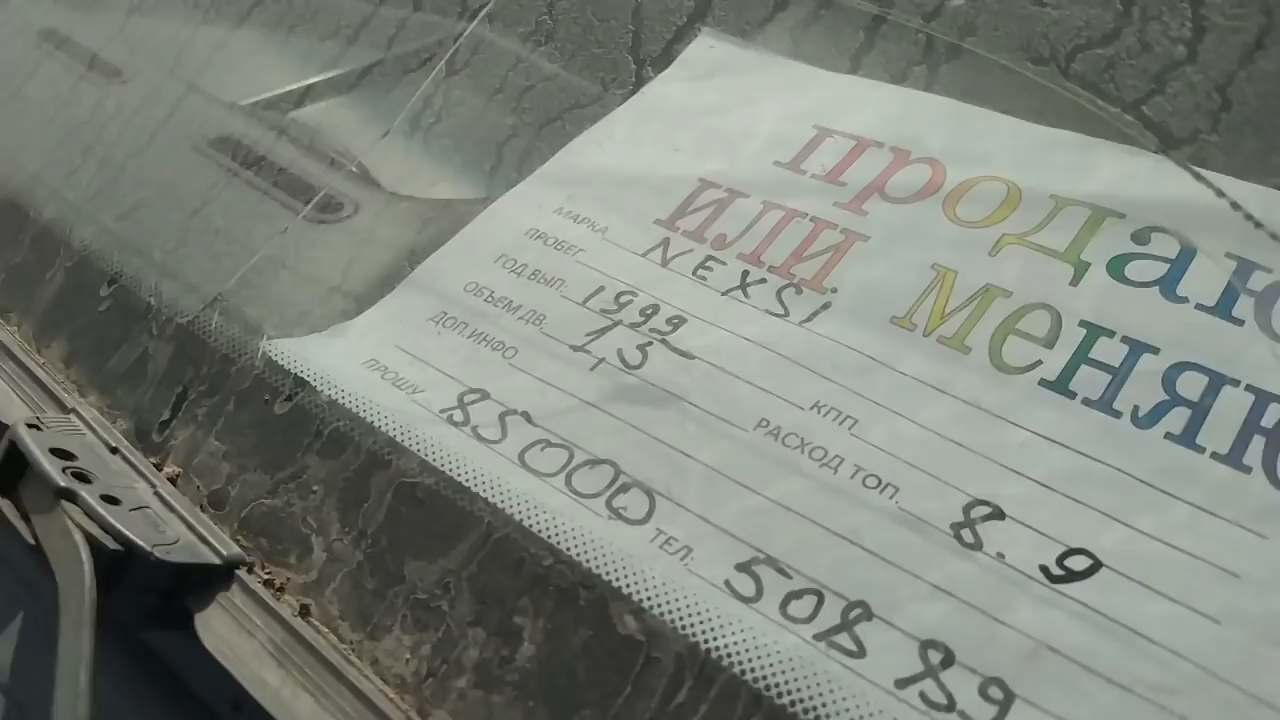 продаю
или меняю
МАРКА NEXSi
ПРОБЕГ
ГОД.ВЫП: 1999 КПП
ОБЪЕМ ДВ. 1,5 РАСХОД ТОП. 8.9
ДОП.ИНФО
ПРОШУ 85000 ТЕЛ: 508 89